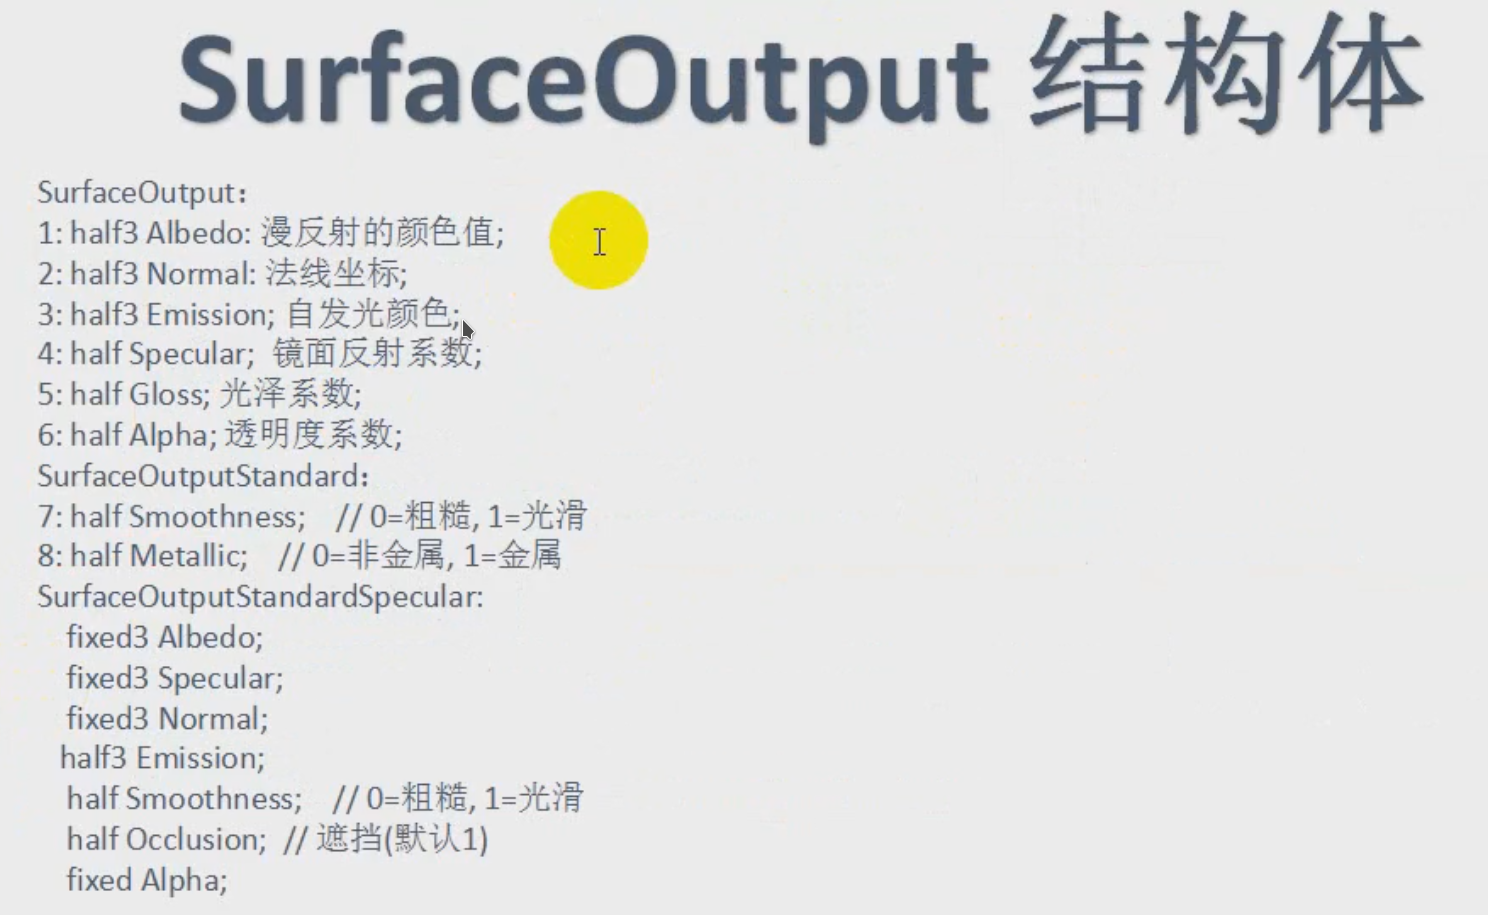 SurfaceOutput 结构体
SurfaceOutput：
1: half3 Albedo: 漫反射的颜色值;
2: half3 Normal: 法线坐标;
3: half3 Emission; 自发光颜色;
4: half Specular; 镜面反射系数;
5: half Gloss; 光泽系数;
6: half Alpha; 透明度系数;
SurfaceOutputStandard：
7: half Smoothness; // 0=粗糙, 1=光滑
8: half Metallic; // 0=非金属, 1=金属
SurfaceOutputStandardSpecular:
fixed3 Albedo;
fixed3 Specular;
fixed3 Normal;
half3 Emission;
half Smoothness; // 0=粗糙, 1=光滑
half Occlusion; // 遮挡(默认1)
fixed Alpha;